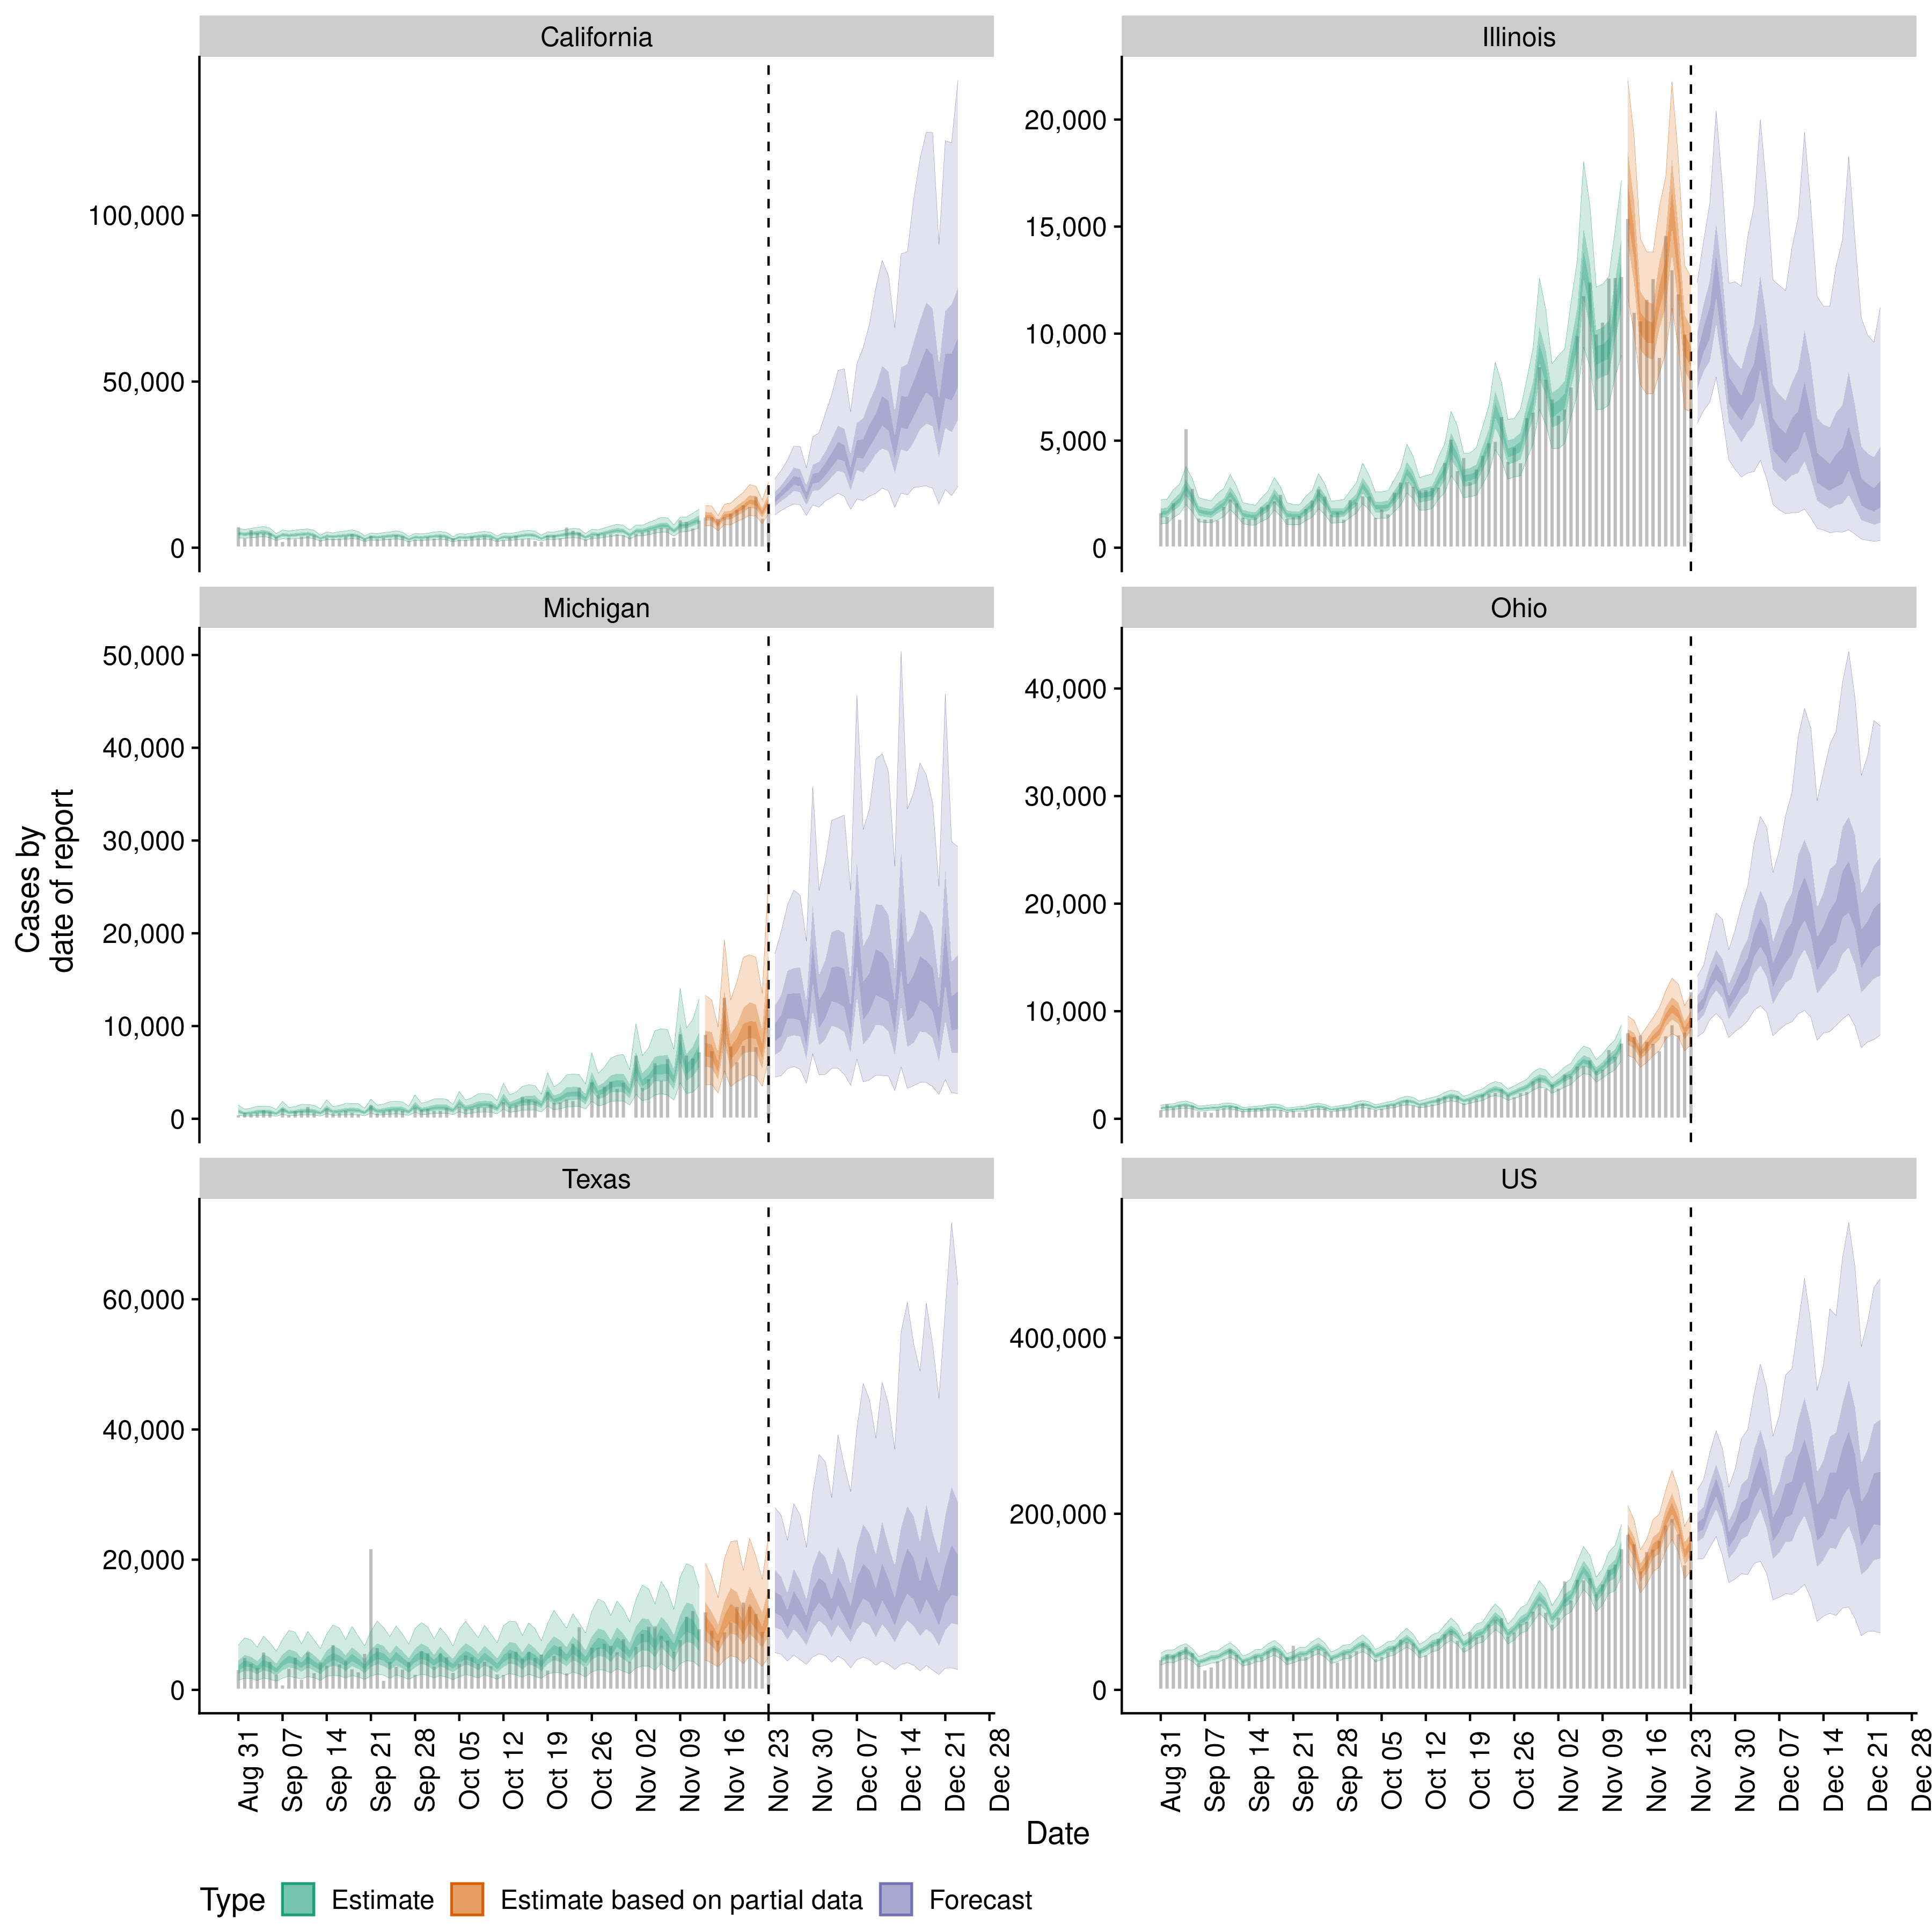 California
Illinois
100,000
50,000
0
20,000
15,000
10,000
5,000
0
Michigan
Ohio
50,000
40,000
30,000
20,000
10,000
0
40,000
30,000
20,000
10,000
0
Texas
US
60,000
40,000
20,000
0
400,000
200,000
0
Cases by
date of report
Aug 31
Sep 07
Sep 14
Sep 21
Sep 28
Oct 05
Oct 12
Oct 19
Oct 26
Nov 02
Nov 09
Nov 16
Nov 23
Nov 30
Dec 07
Dec 14
Dec 21
Dec 28
Aug 31
Sep 07
Sep 14
Sep 21
Sep 28
Oct 05
Oct 12
Oct 19
Oct 26
Nov 02
Nov 09
Nov 16
Nov 23
Nov 30
Dec 07
Dec 14
Dec 21
Dec 28
Date
Type Estimate Estimate based on partial data Forecast